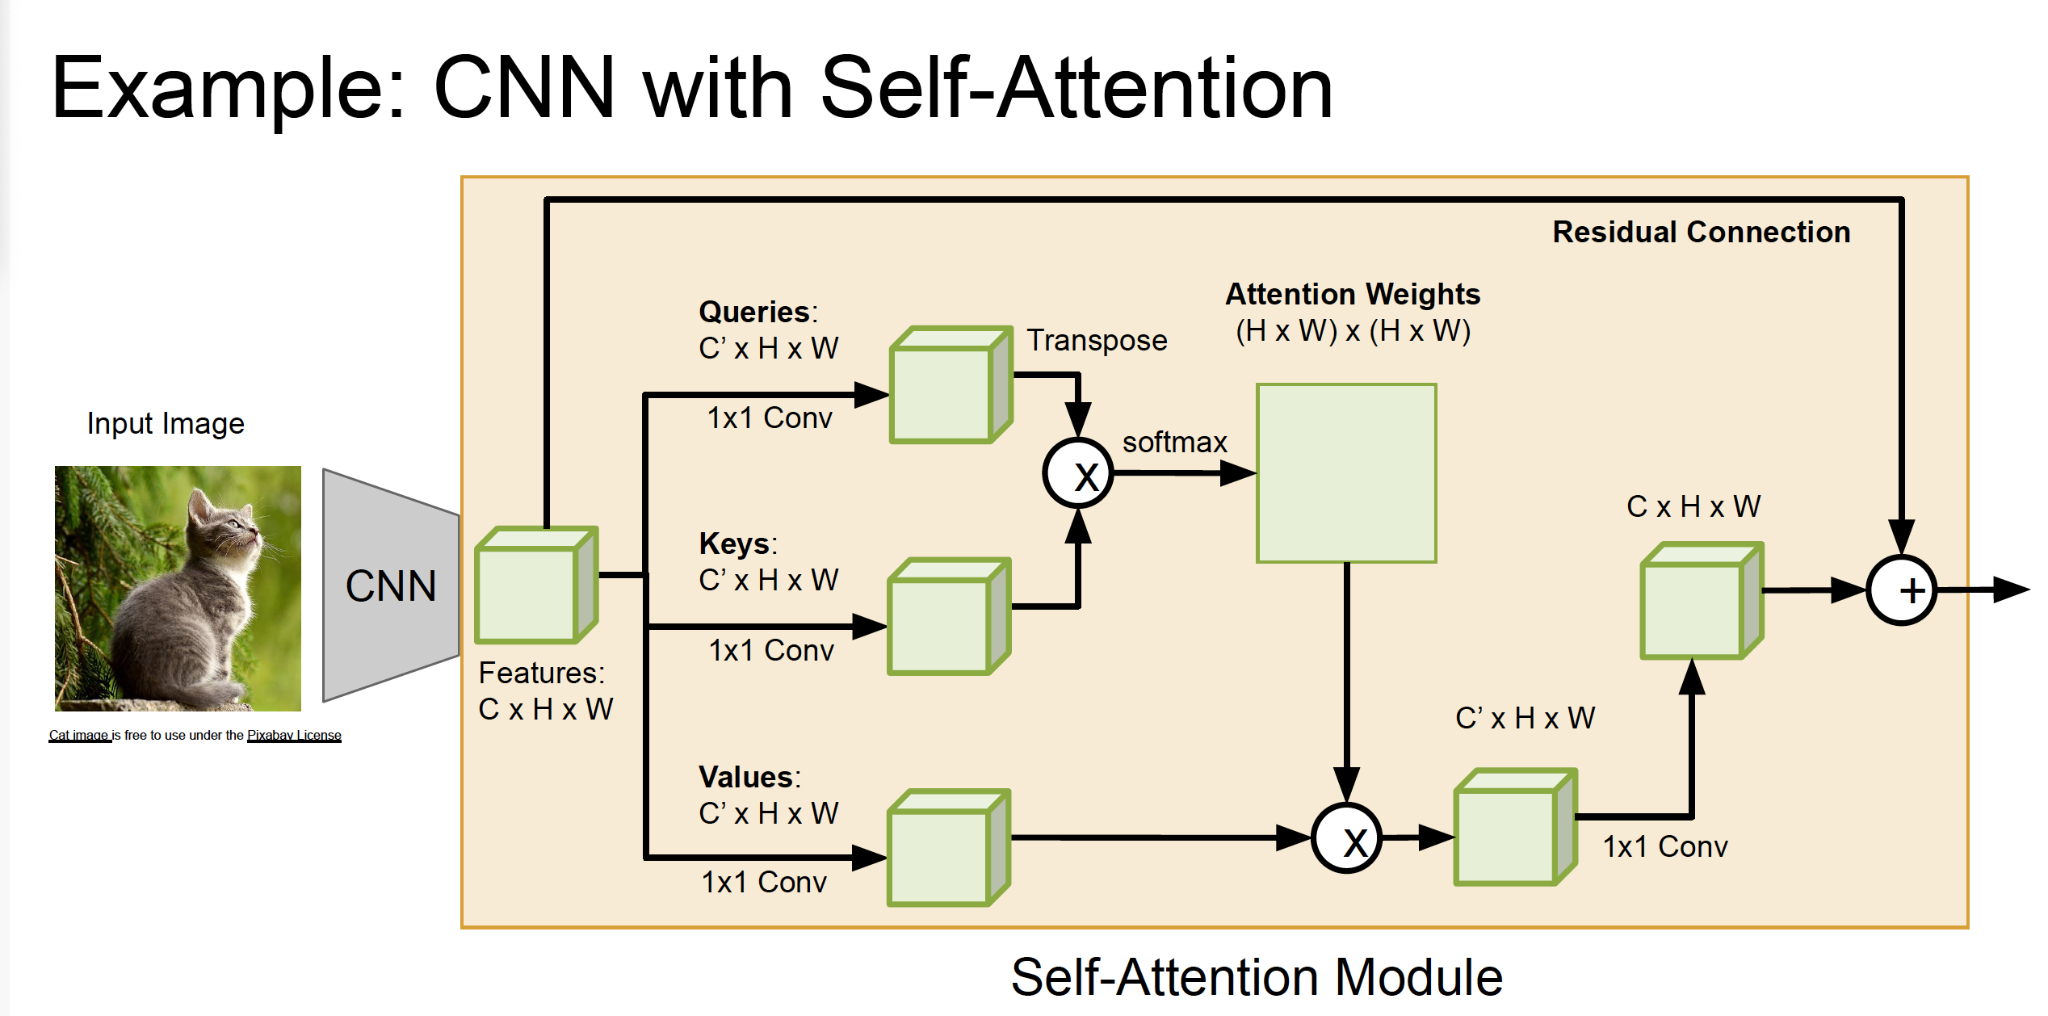 Example: CNN with Self-Attention
Residual Connection
Attention Weights
(H x W) x (H x W)
Queries:
C’ x H x W
Transpose
1x1 Conv
Input Image
softmax
X
CNN
Keys:
C’ x H x W
1x1 Conv
C x H x W
+
Features:
C x H x W
C’ x H x W
Cat image is free to use under the Pixabay License
Values:
C’ x H x W
X
1x1 Conv
1x1 Conv
Self-Attention Module